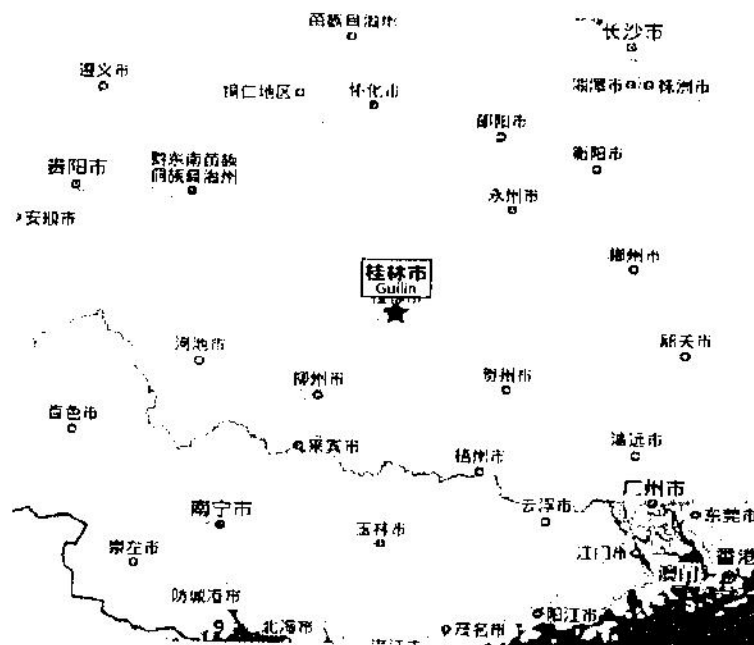 苗族自治州
长沙市
遵义市
铜仁地区
怀化市
湘潭市
株洲市
邵阳市
衡阳市
贵阳市
黔东南苗族
侗族自治州
永州市
安顺市
郴州市
桂林市
Guilin
河池市
韶关市
柳州市
贺州市
百色市
来宾市
梧州市
清远市
广州市
南宁市
云浮市
东莞市
玉林市
崇左市
江门市
澳门
香港
防城港市
北海市
阳江市
茂名市
湛江市